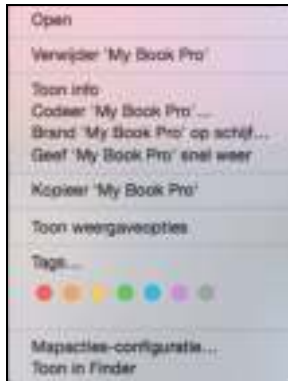 Open
Verwijder 'My Book Pro'
Toon info
Codeer 'My Book Pro'...
Brand 'My Book Pro' op schijf...
Geef 'My Book Pro' snel weer
Kopieer 'My Book Pro'
Toon weergaveopties
Tags...
Mapacties-configuratie...
Toon in Finder